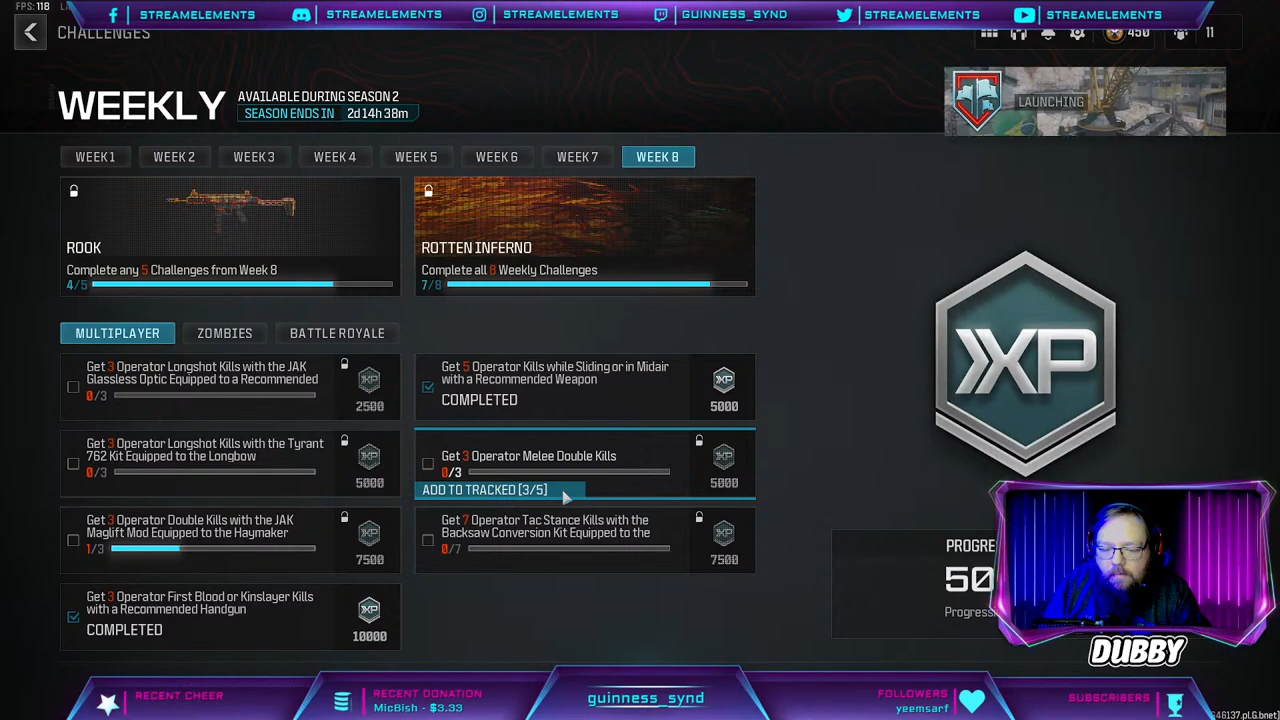 FPS: 118
STREAMELEMENTS
STREAMELEMENTS
STREAMELEMENTS
GUINNESS_SYND
STREAMELEMENTS
STREAMELEMENTS
CHALLENGES
450
11
WEEKLY
AVAILABLE DURING SEASON 2
SEASON ENDS IN 2d 14h 38m
LAUNCHING
WEEK 1
WEEK 2
WEEK 3
WEEK 4
WEEK 5
WEEK 6
WEEK 7
WEEK 8
ROOK
Complete any 5 Challenges from Week 8
4/5
ROTTEN INFERNO
Complete all 8 Weekly Challenges
7/8
XP
MULTIPLAYER
ZOMBIES
BATTLE ROYALE
Get 3 Operator Longshot Kills with the JAK
Glassless Optic Equipped to a Recommended
0/3
XP
2500
Get 5 Operator Kills while Sliding or in Midair
with a Recommended Weapon
COMPLETED
XP
5000
Get 3 Operator Longshot Kills with the Tyrant
762 Kit Equipped to the Longbow
0/3
XP
5000
Get 3 Operator Melee Double Kills
0/3
ADD TO TRACKED [3/5]
XP
5000
Get 3 Operator Double Kills with the JAK
Maglift Mod Equipped to the Haymaker
1/3
XP
7500
Get 7 Operator Tac Stance Kills with the
Backsaw Conversion Kit Equipped to the
0/7
XP
7500
Get 3 Operator First Blood or Kinslayer Kills
with a Recommended Handgun
COMPLETED
XP
10000
PROGRE
50
Progress
DUBBY
RECENT CHEER
RECENT DONATION
MicBish - $3.33
guinness_synd
FOLLOWERS
yeemsarf
SUBSCRIBERS